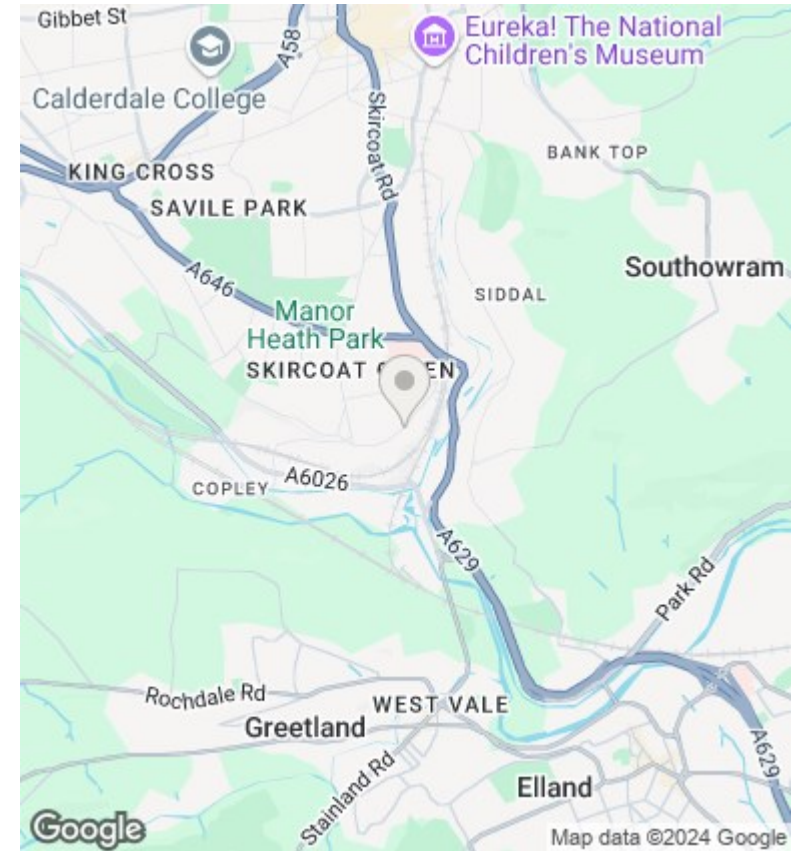 Gibbet St
A58
Eureka! The National
Children's Museum
Calderdale College
Skircoat Rd
BANK TOP
KING CROSS
SAVILE PARK
Southowram
A646
SIDDAL
Manor
Heath Park
SKIRCOAT G EN
A6026
COPLEY
A629
Park Rd
Rochdale Rd
WEST VALE
Greetland
A629
Stainland Rd
Elland
Google
Map data ©2024 Google